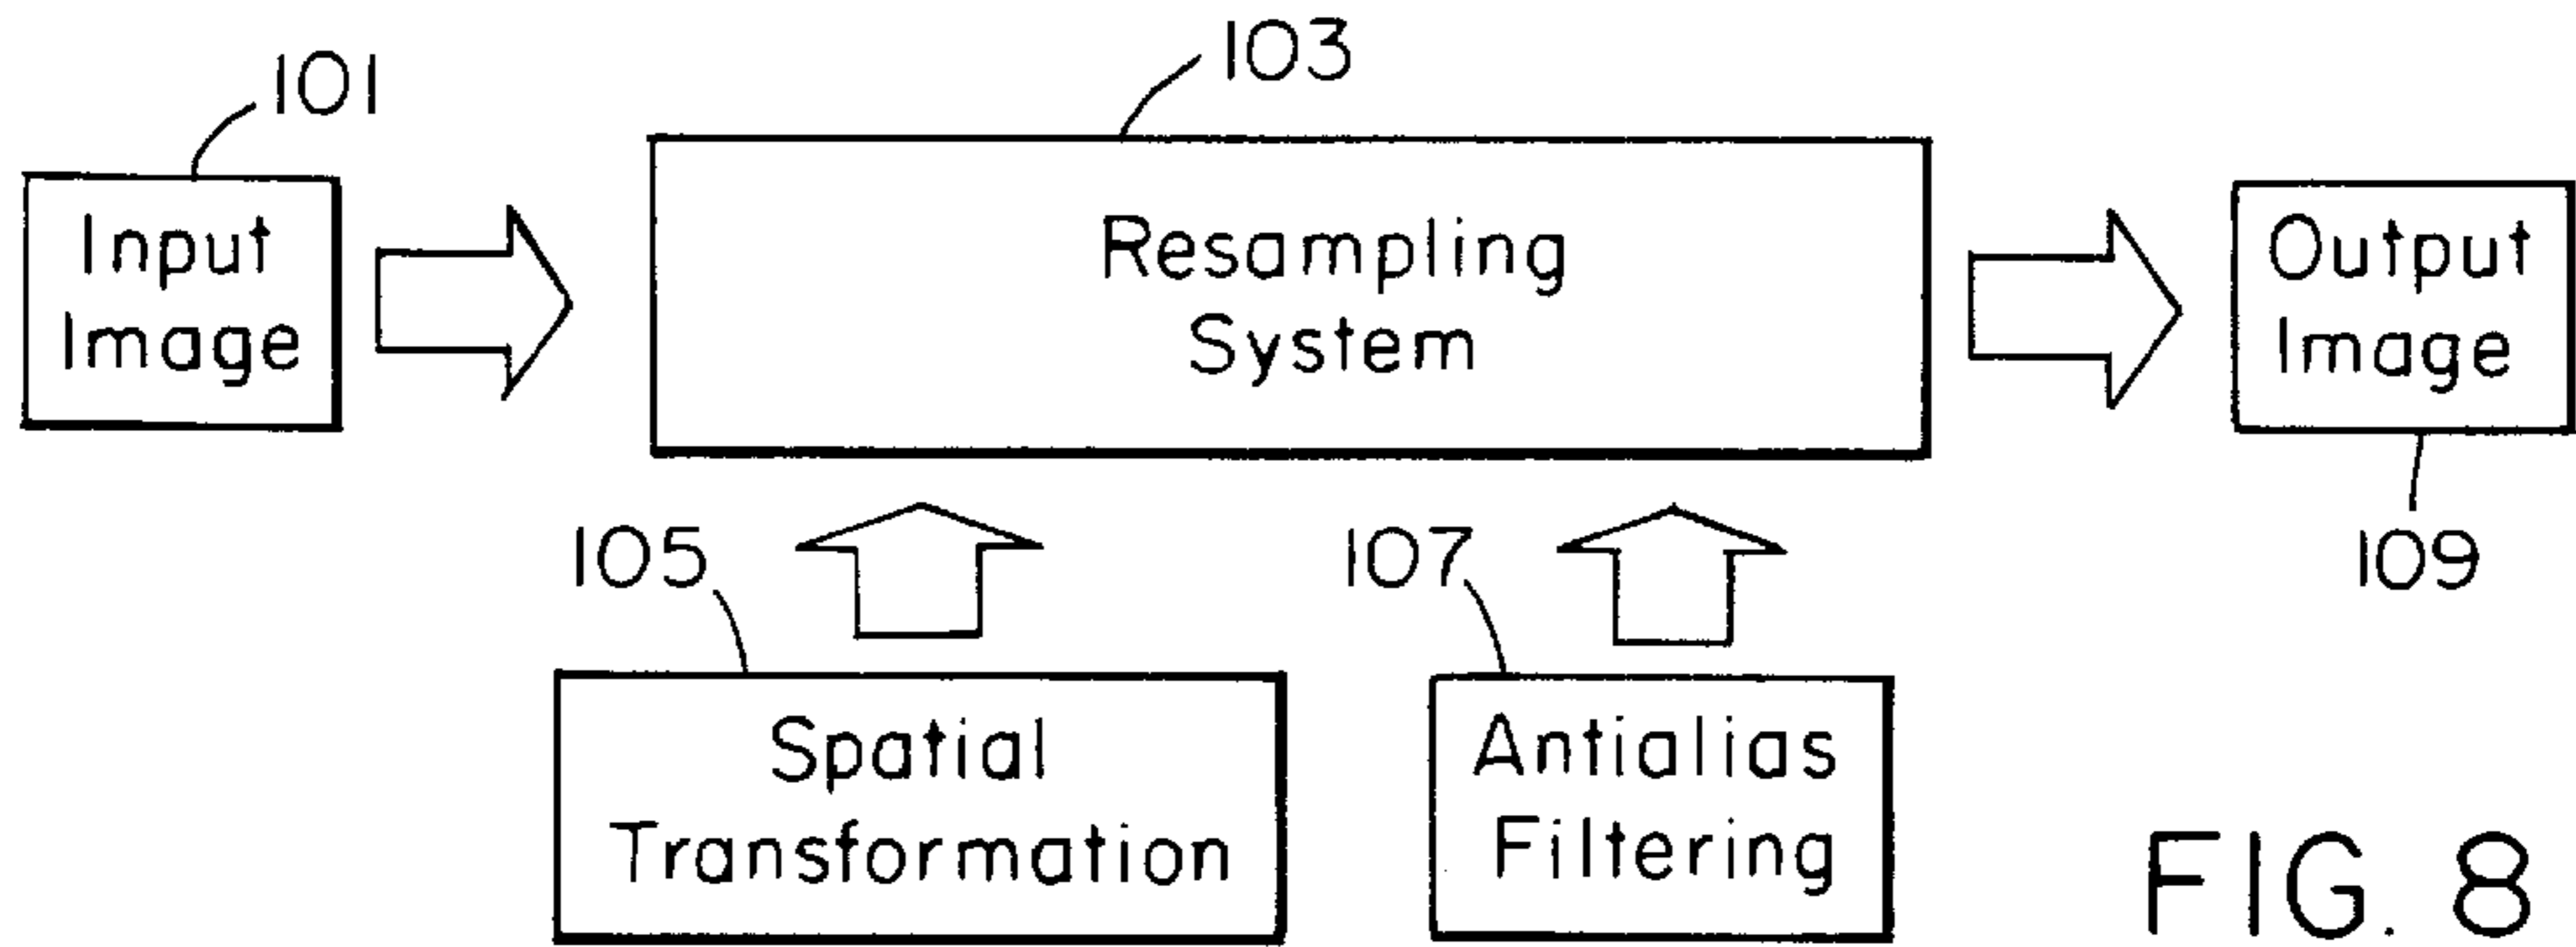 101
103
Input
Image
Resampling
System
Output
Image
105
107
109
Spatial
Transformation
Antialias
Filtering
FIG. 8